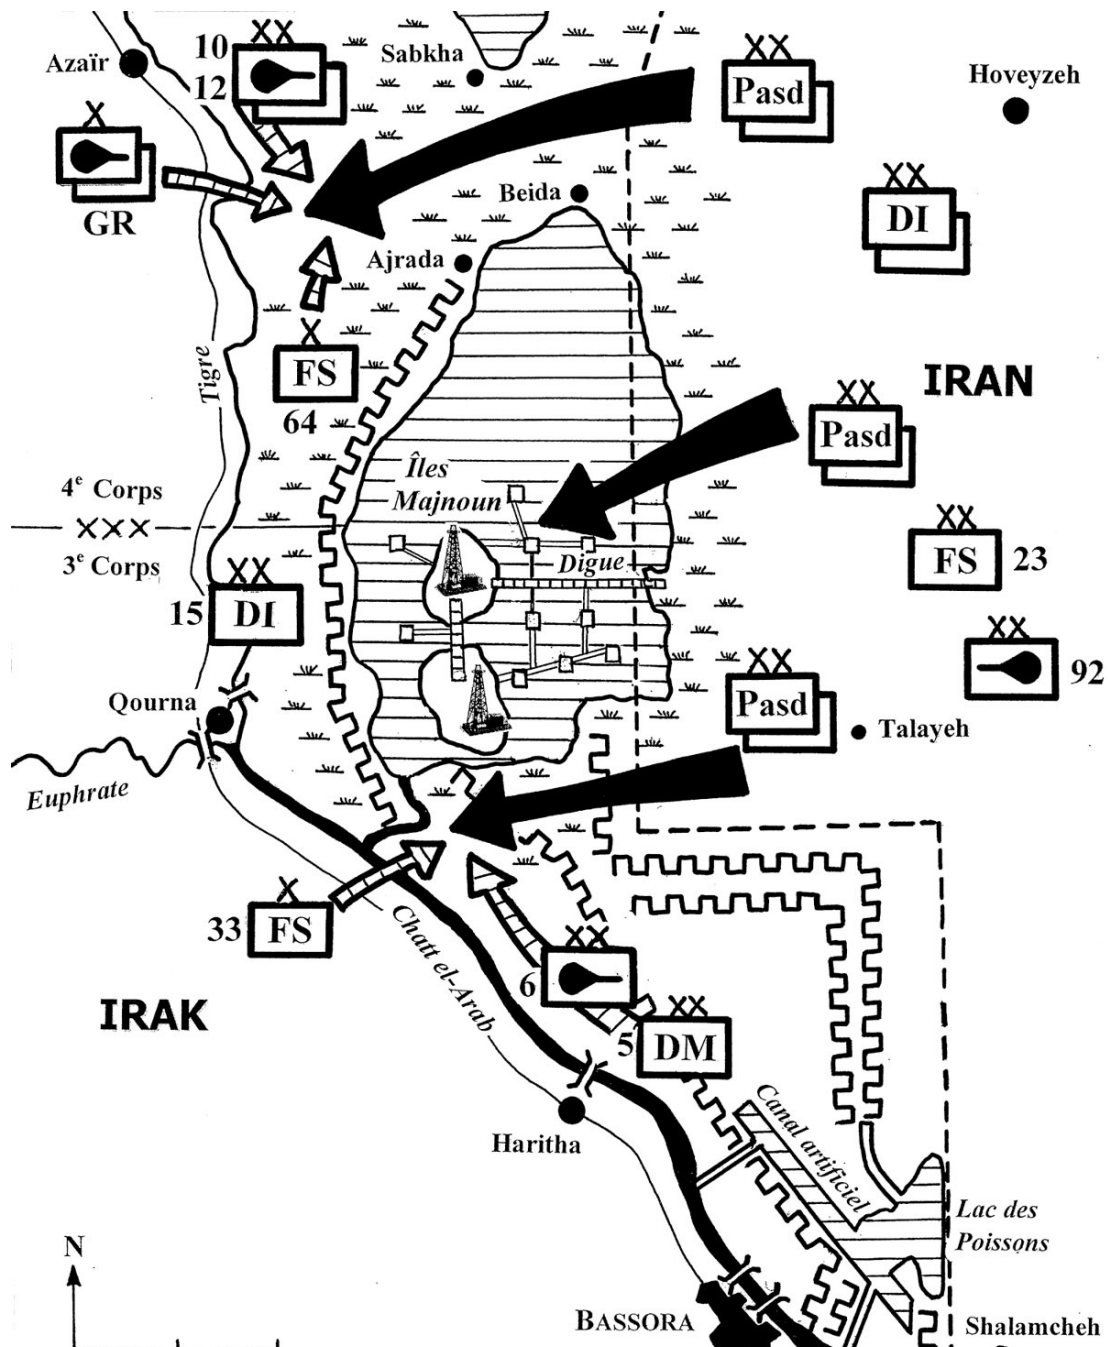 Azaïr
10
12
XX
Sabkha
XX
Pasd
Hoveyzeh
X
GR
XX
DI
Beida
Ajrada
X
FS
64
Tigre
IRAN
XX
Pasd
Îles
Majnoun
4e Corps
XXX
3e Corps
Digue
XX
FS
23
XX
15
DI
XX
92
XX
Pasd
Talayeh
Qourna
Euphrate
X
33
FS
Chatt el-Arab
XX
6
XX
5
DM
IRAK
Haritha
Canal artificiel
Lac des
Poissons
N
BASSORA
Shalamcheh